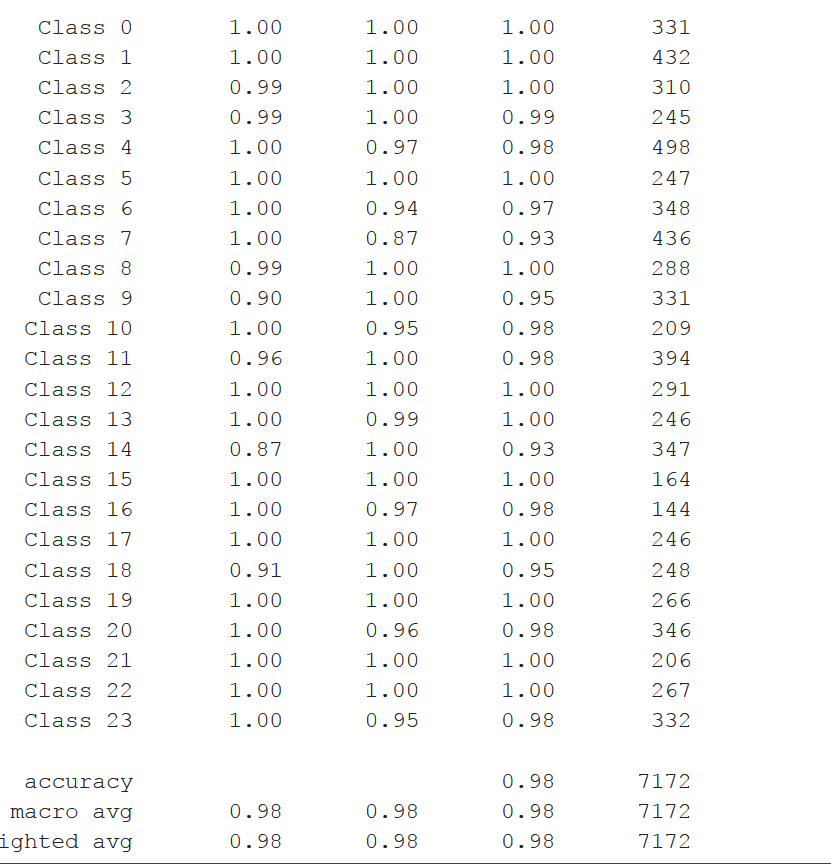 Class 0 1.00 1.00 1.00 331
Class 1 1.00 1.00 1.00 432
Class 2 0.99 1.00 1.00 310
Class 3 0.99 1.00 0.99 245
Class 4 1.00 0.97 0.98 498
Class 5 1.00 1.00 1.00 247
Class 6 1.00 0.94 0.97 348
Class 7 1.00 0.87 0.93 436
Class 8 0.99 1.00 1.00 288
Class 9 0.90 1.00 0.95 331
Class 10 1.00 0.95 0.98 209
Class 11 0.96 1.00 0.98 394
Class 12 1.00 1.00 1.00 291
Class 13 1.00 0.99 1.00 246
Class 14 0.87 1.00 0.93 347
Class 15 1.00 1.00 1.00 164
Class 16 1.00 0.97 0.98 144
Class 17 1.00 1.00 1.00 246
Class 18 0.91 1.00 0.95 248
Class 19 1.00 1.00 1.00 266
Class 20 1.00 0.96 0.98 346
Class 21 1.00 1.00 1.00 206
Class 22 1.00 1.00 1.00 267
Class 23 1.00 0.95 0.98 332
accuracy 0.98 7172
macro avg 0.98 0.98 0.98 7172
ighted avg 0.98 0.98 0.98 7172